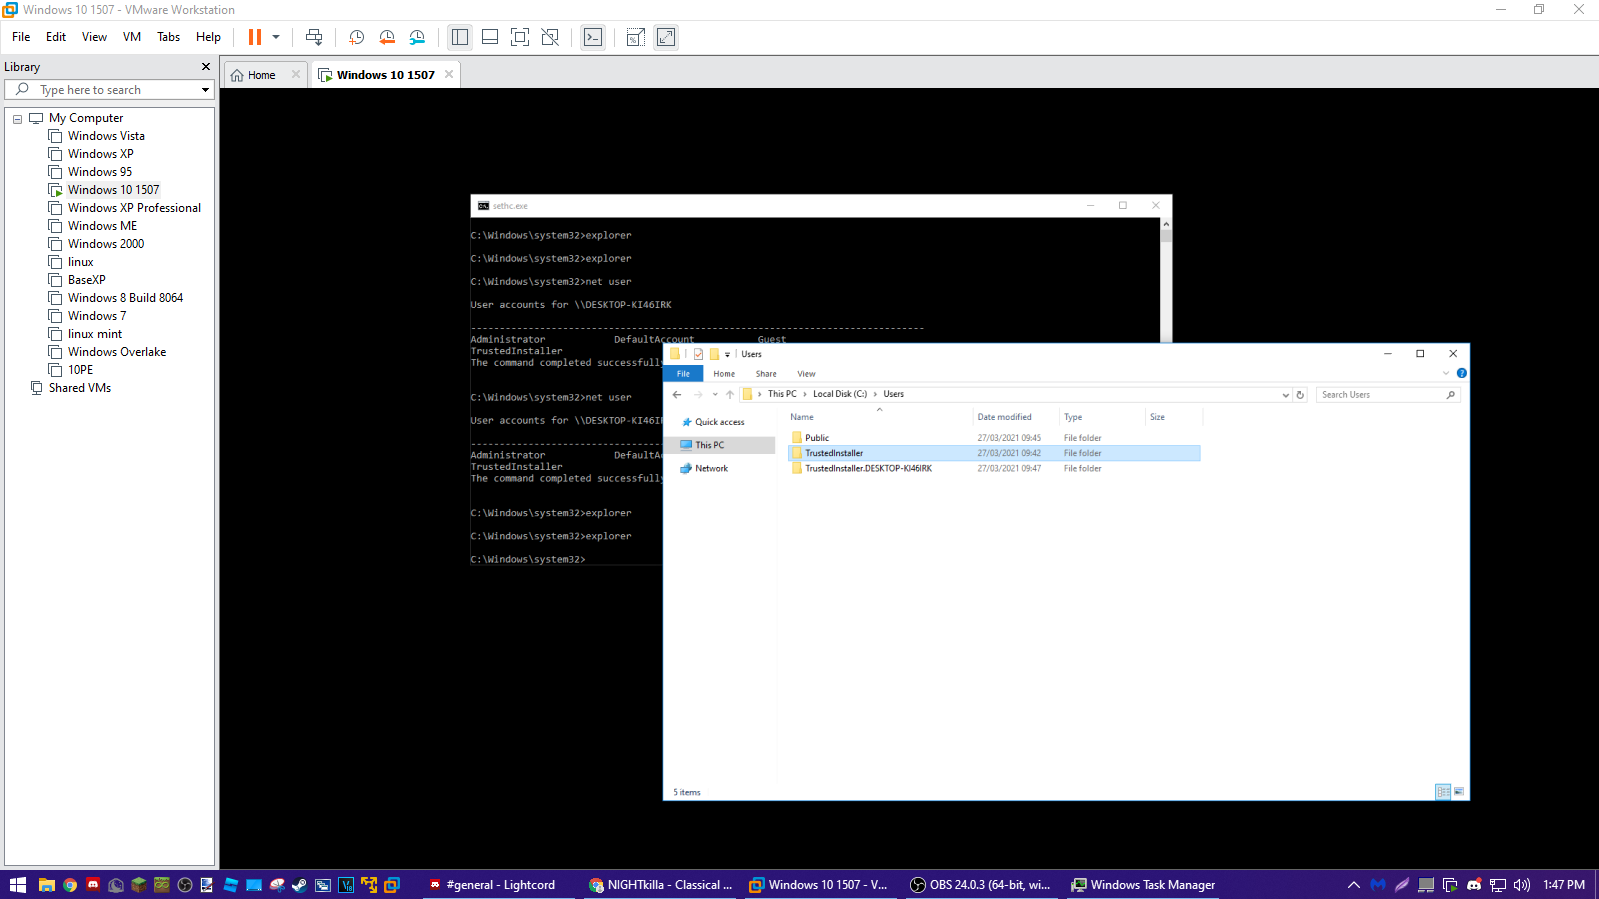 Windows 10 1507 - VMware Workstation
File Edit View VM Tabs Help
Library
Type here to search
My Computer
Windows Vista
Windows XP
Windows 95
Windows 10 1507
Windows XP Professional
Windows ME
Windows 2000
linux
BaseXP
Windows 8 Build 8064
Windows 7
linux mint
Windows Overlake
10PE
Shared VMs
Home
Windows 10 1507
sethc.exe
C:\Windows\system32>explorer
C:\Windows\system32>explorer
C:\Windows\system32>net user
User accounts for \\DESKTOP-KI46IRK
-------------------------------------------------------------------------------
Administrator DefaultAccount Guest
TrustedInstaller
The command completed successfully
C:\Windows\system32>net user
User accounts for \\DESKTOP-KI46I
Administrator DefaultAc
TrustedInstaller
The command completed successfully
C:\Windows\system32>explorer
C:\Windows\system32>explorer
C:\Windows\system32>
Users
File Home Share View
This PC Local Disk (C:) Users
Search Users
Quick access
This PC
Network
Name Date modified Type Size
Public 27/03/2021 09:45 File folder
TrustedInstaller 27/03/2021 09:42 File folder
TrustedInstaller.DESKTOP-KI46IRK 27/03/2021 09:47 File folder
5 items
#general - Lightcord
NIGHTkilla - Classical ...
Windows 10 1507 - V...
OBS 24.0.3 (64-bit, wi...
Windows Task Manager
1:47 PM